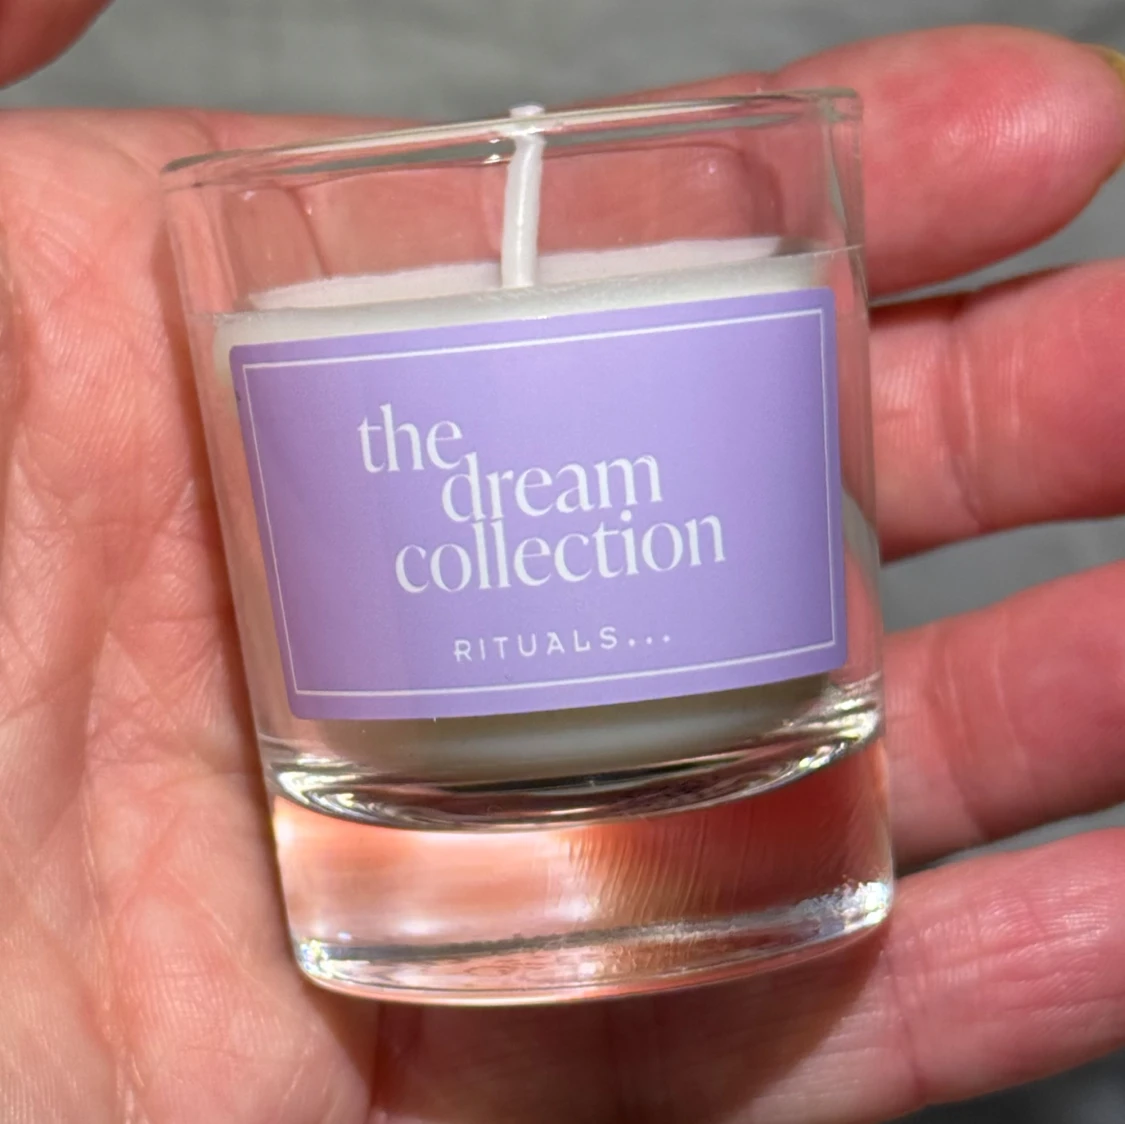 the
dream
collection
RITUALS...